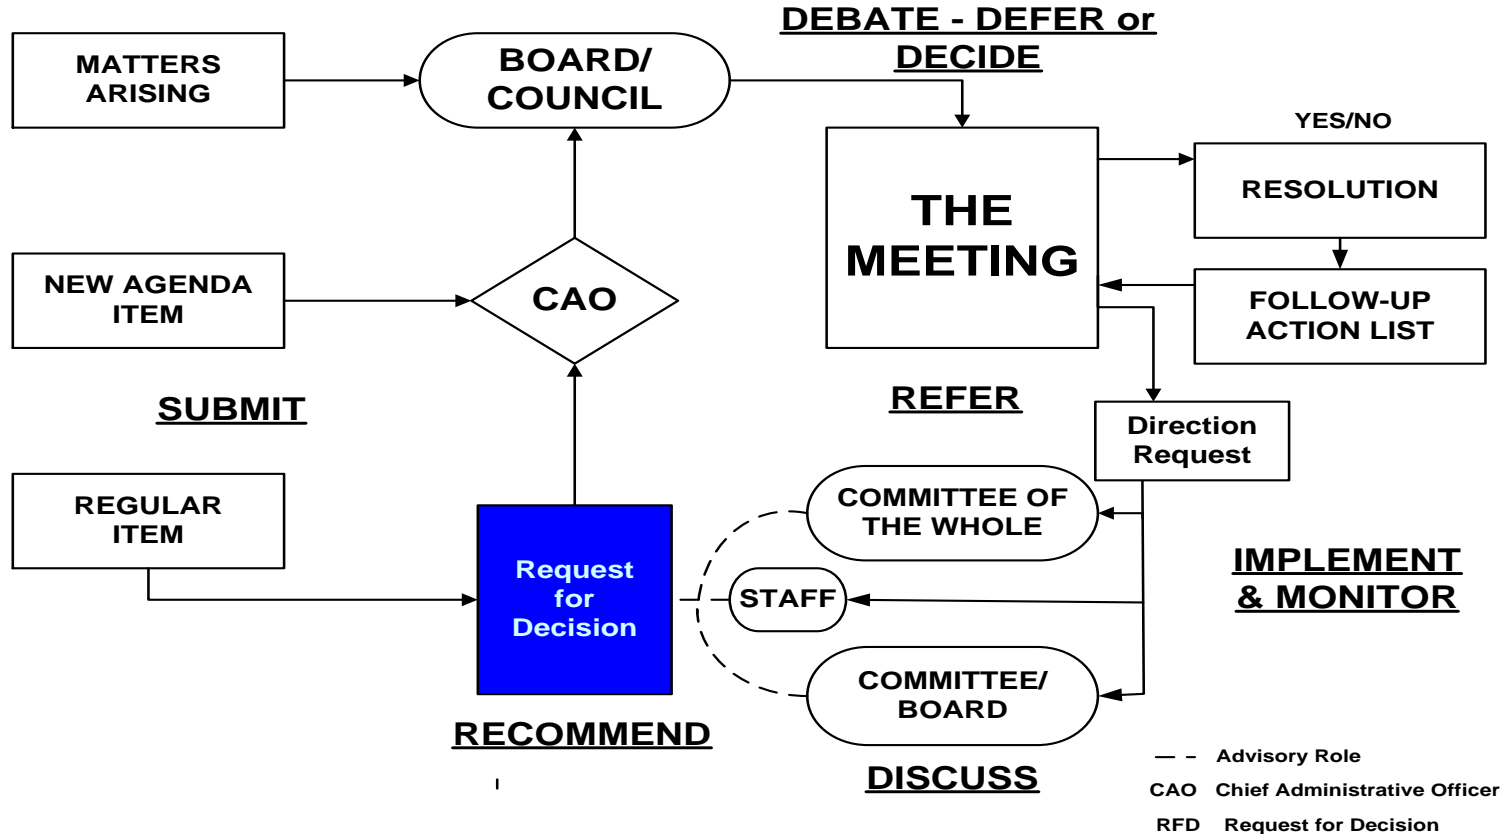 DEBATE - DEFER or
DECIDE
MATTERS
ARISING
BOARD/
COUNCIL
YES/NO
THE
MEETING
RESOLUTION
NEW AGENDA
ITEM
CAO
FOLLOW-UP
ACTION LIST
SUBMIT
REFER
Direction
Request
REGULAR
ITEM
COMMITTEE OF
THE WHOLE
Request
for
Decision
STAFF
IMPLEMENT
& MONITOR
COMMITTEE/
BOARD
RECOMMEND
DISCUSS
Advisory Role
CAO Chief Administrative Officer
RFD Request for Decision